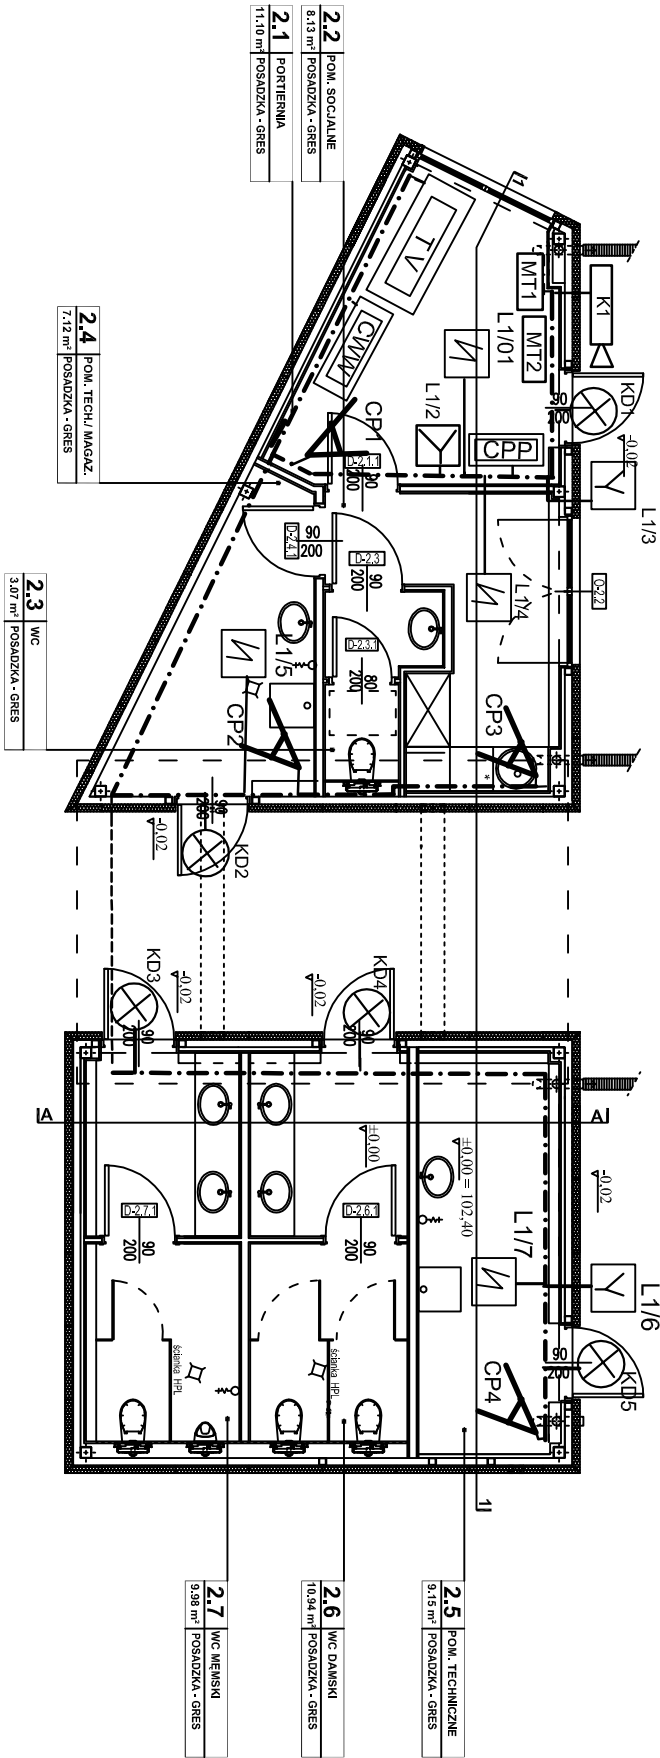 2.2 POM. SOCJALNE
8.13 m² POSADZKA - GRES
2.1 PORTIERNIA
11.10 m² POSADZKA - GRES
2.4 POM. TECH./ MAGAZ.
7.12 m² POSADZKA - GRES
2.3 WC
3.07 m² POSADZKA - GRES
2.5 POM. TECHNICZNE
9.15 m² POSADZKA - GRES
2.6 WC DAMSKI
10.94 m² POSADZKA - GRES
2.7 WC MĘMSKI
9.98 m² POSADZKA - GRES
1
TV
CWW
MT1
MT2
K1
L1/01
L1/2
CPP
CP1
KD1
90
200
-0,02
L1/3
D-2.1.1
90
200
D-2.4.1
90
200
D-2.3
90
200
O-2.2
L1/4
D-2.3.1
80
200
L1/5
CP2
CP3
*
90
200
KD2
-0,02
KD3
-0,02
90
200
KD4
-0,02
90
200
A
A
±0,00
±0,00 = 102,40
-0,02
D-2.7.1
90
200
D-2.6.1
90
200
L1/7
L1/6
ścianka HPL
ścianka HPL
CP4
90
200
KD5
1